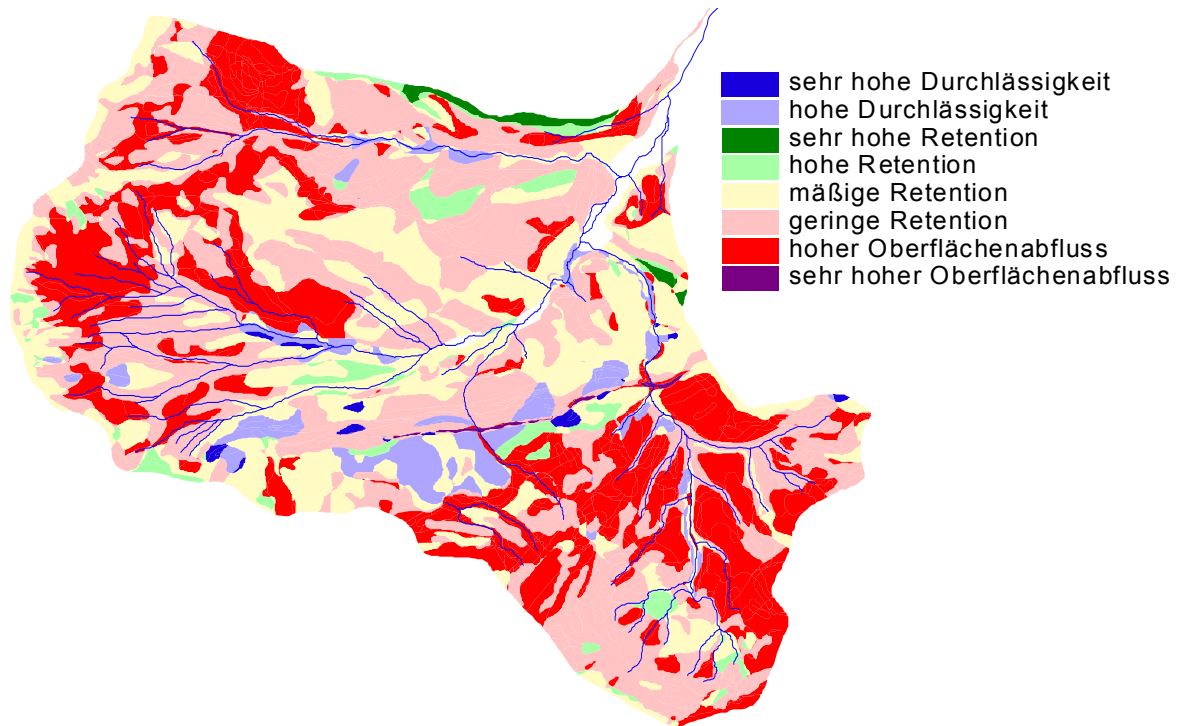 sehr hohe Durchlässigkeit
hohe Durchlässigkeit
sehr hohe Retention
hohe Retention
mäßige Retention
geringe Retention
hoher Oberflächenabfluss
sehr hoher Oberflächenabfluss